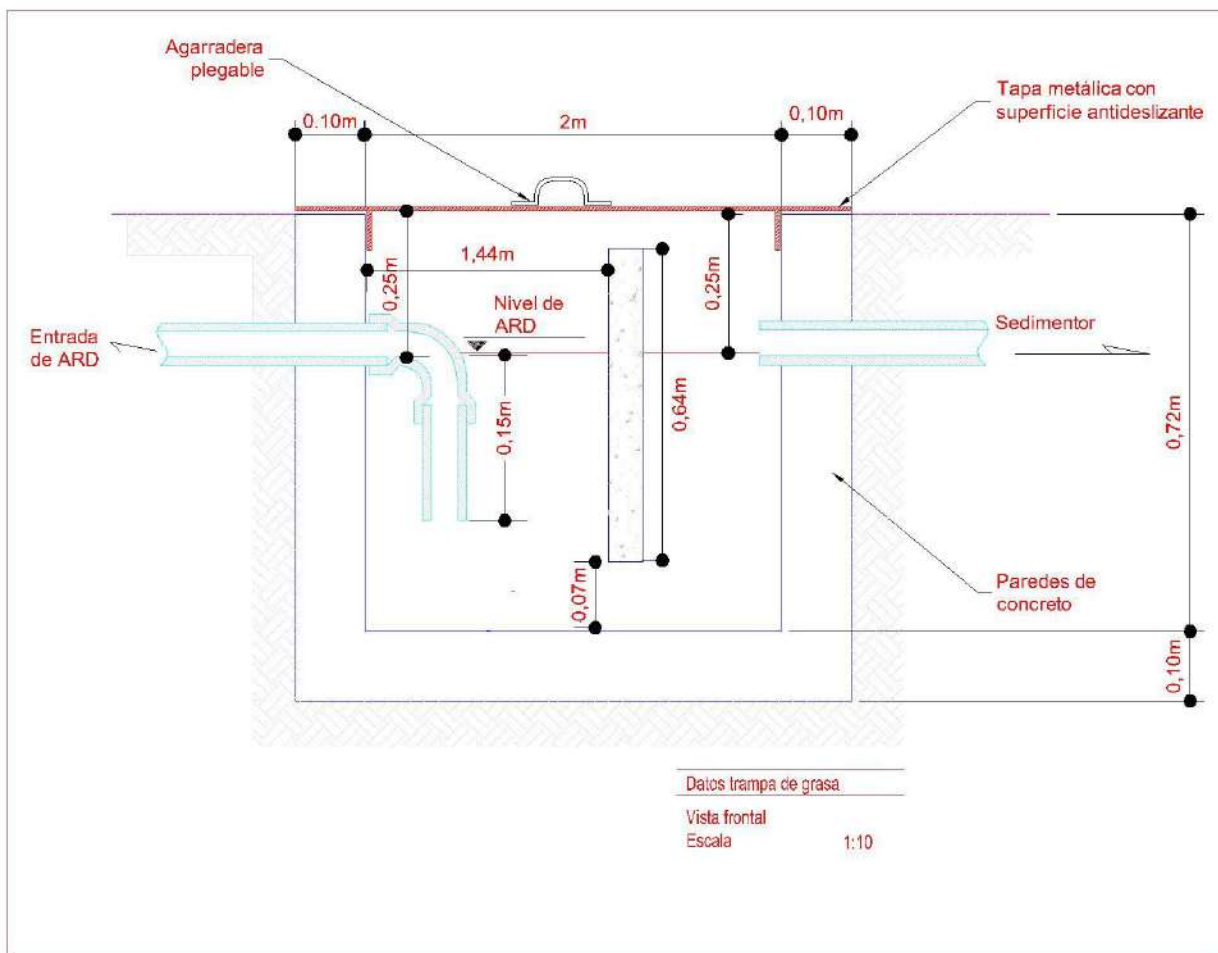 Agarradera
plegable
Tapa metálica con
superficie antideslizante
0.10m
2m
0,10m
1,44m
0,25m
0,25m
Nivel de
ARD
Entrada
de ARD
Sedimentor
0,15m
0,64m
0,72m
0,07m
Paredes de
concreto
0,10m
Datos trampa de grasa
Vista frontal
Escala 1:10